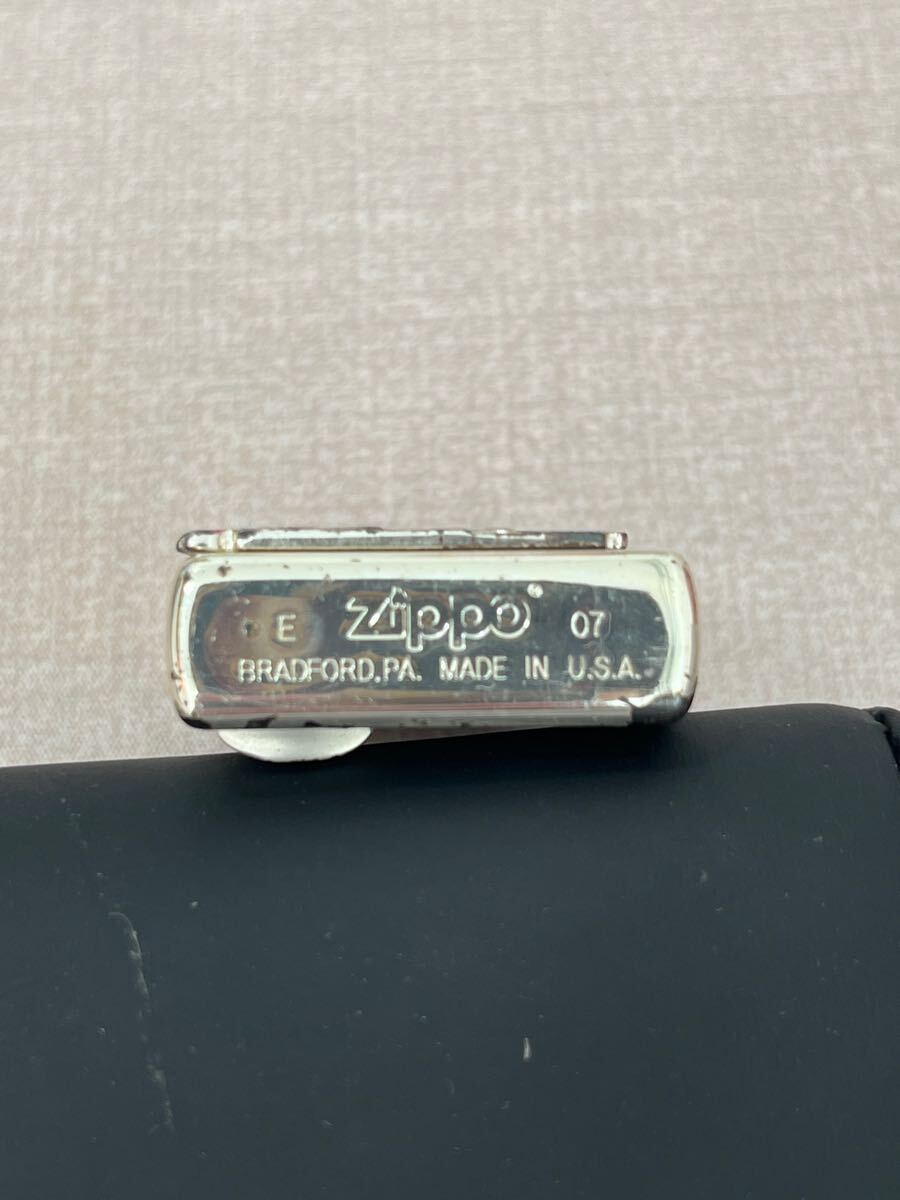 E Zippo® 07
BRADFORD,PA. MADE IN U.S.A.